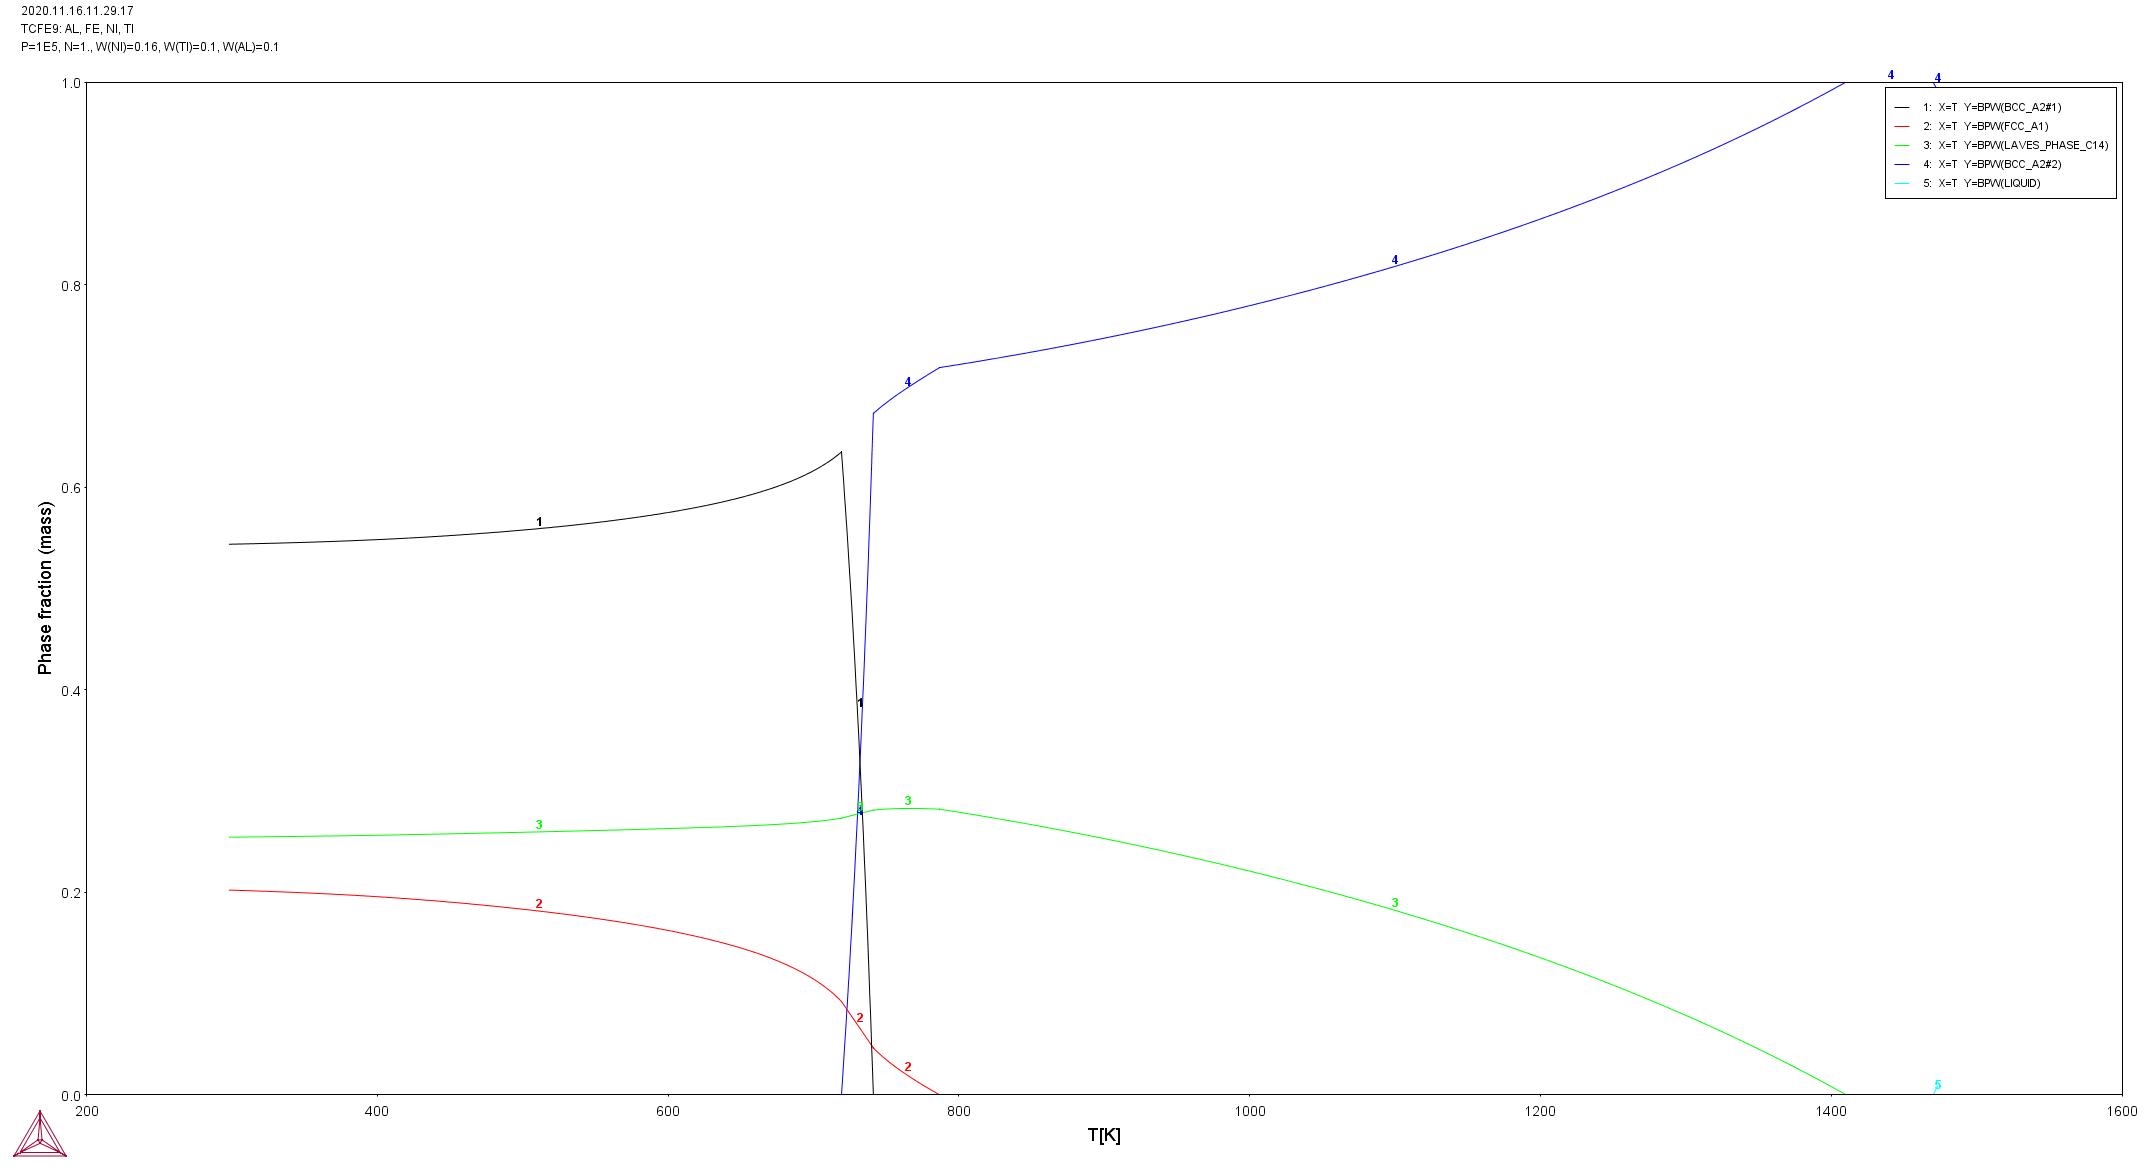 2020.11.16.11.29.17
TCFE9: AL, FE, NI, TI
P=1E5, N=1., W(NI)=0.16, W(TI)=0.1, W(AL)=0.1
1.0
0.8
0.6
0.4
0.2
0.0
Phase fraction (mass)
4 4
1: X=T Y=BPW(BCC_A2#1)
2: X=T Y=BPW(FCC_A1)
3: X=T Y=BPW(LAVES_PHASE_C14)
4: X=T Y=BPW(BCC_A2#2)
5: X=T Y=BPW(LIQUID)
4
4
1
1
3
4
3
2
3
2
2
5
200 400 600 800 1000 1200 1400 1600
T[K]